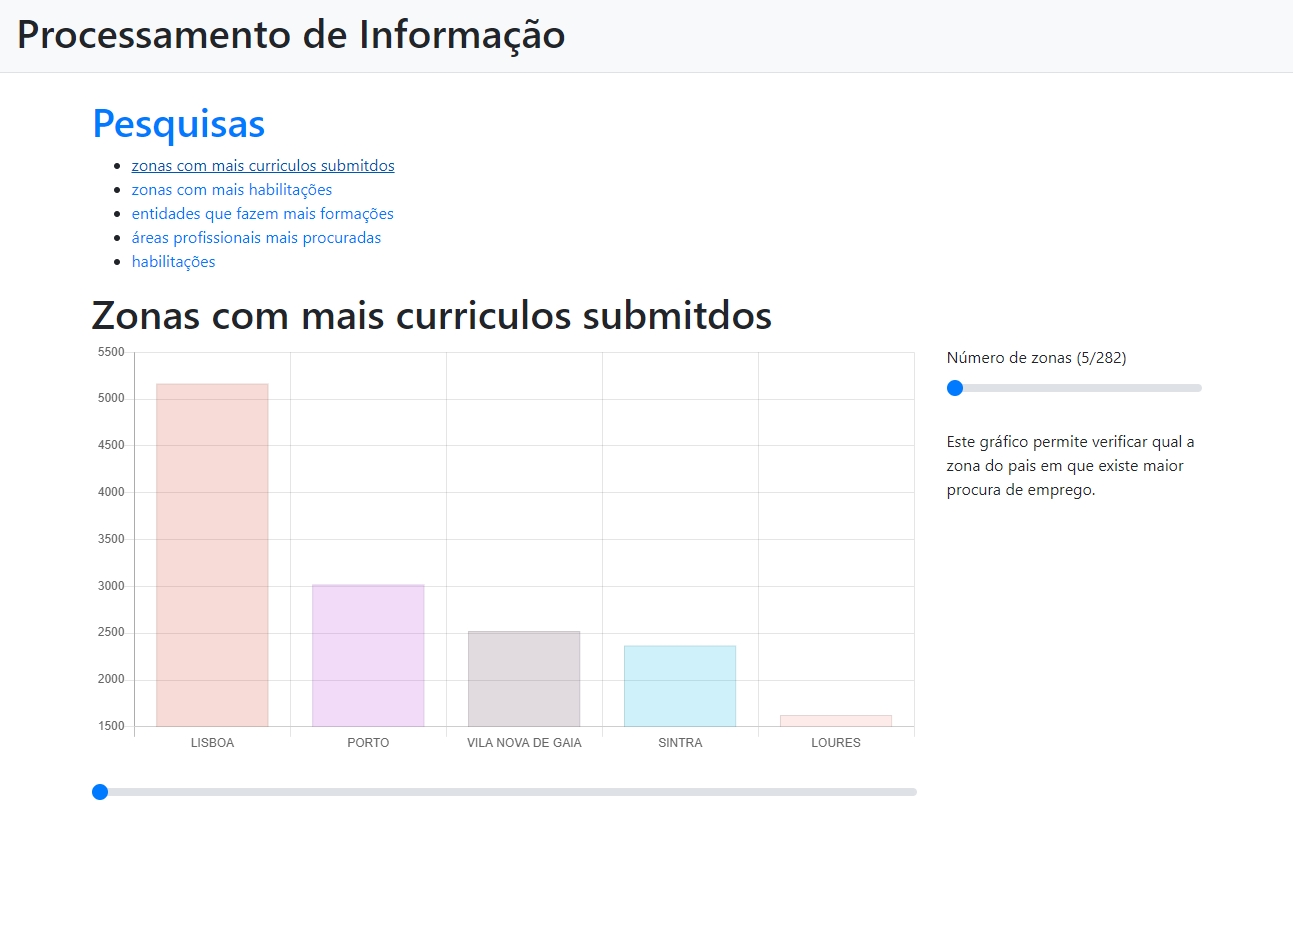 Processamento de Informação
Pesquisas
zonas com mais curriculos submitdos
zonas com mais habilitações
entidades que fazem mais formações
áreas profissionais mais procuradas
habilitações
Zonas com mais curriculos submitdos
5500
5000
4500
4000
3500
3000
2500
2000
1500
LISBOA
PORTO
VILA NOVA DE GAIA
SINTRA
LOURES
Número de zonas (5/282)
Este gráfico permite verificar qual a
zona do pais em que existe maior
procura de emprego.